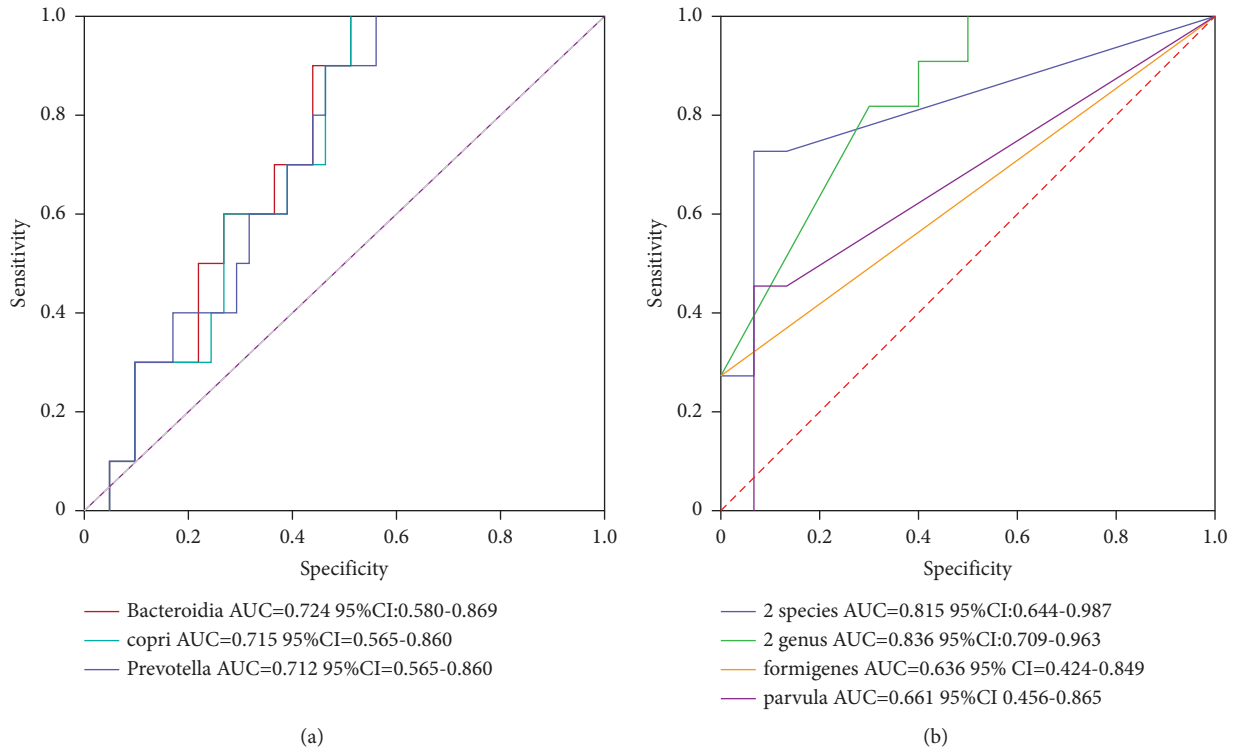 1.0
0.8
0.6
0.4
0.2
0
Sensitivity
0 0.2 0.4 0.6 0.8 1.0
Specificity
Bacteroidia AUC=0.724 95%CI:0.580-0.869
copri AUC=0.715 95%CI=0.565-0.860
Prevotella AUC=0.712 95%CI=0.565-0.860
(a)
1.0
0.8
0.6
0.4
0.2
0
Sensitivity
0 0.2 0.4 0.6 0.8 1.0
Specificity
2 species AUC=0.815 95%CI:0.644-0.987
2 genus AUC=0.836 95%CI:0.709-0.963
formigenes AUC=0.636 95% CI=0.424-0.849
parvula AUC=0.661 95%CI 0.456-0.865
(b)